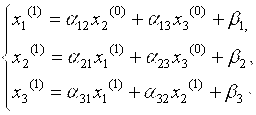 x₁⁽¹⁾ = α₁₂x₂⁽⁰⁾ + α₁₃x₃⁽⁰⁾ + β₁,
x₂⁽¹⁾ = α₂₁x₁⁽¹⁾ + α₂₃x₃⁽⁰⁾ + β₂,
x₃⁽¹⁾ = α₃₁x₁⁽¹⁾ + α₃₂x₂⁽¹⁾ + β₃